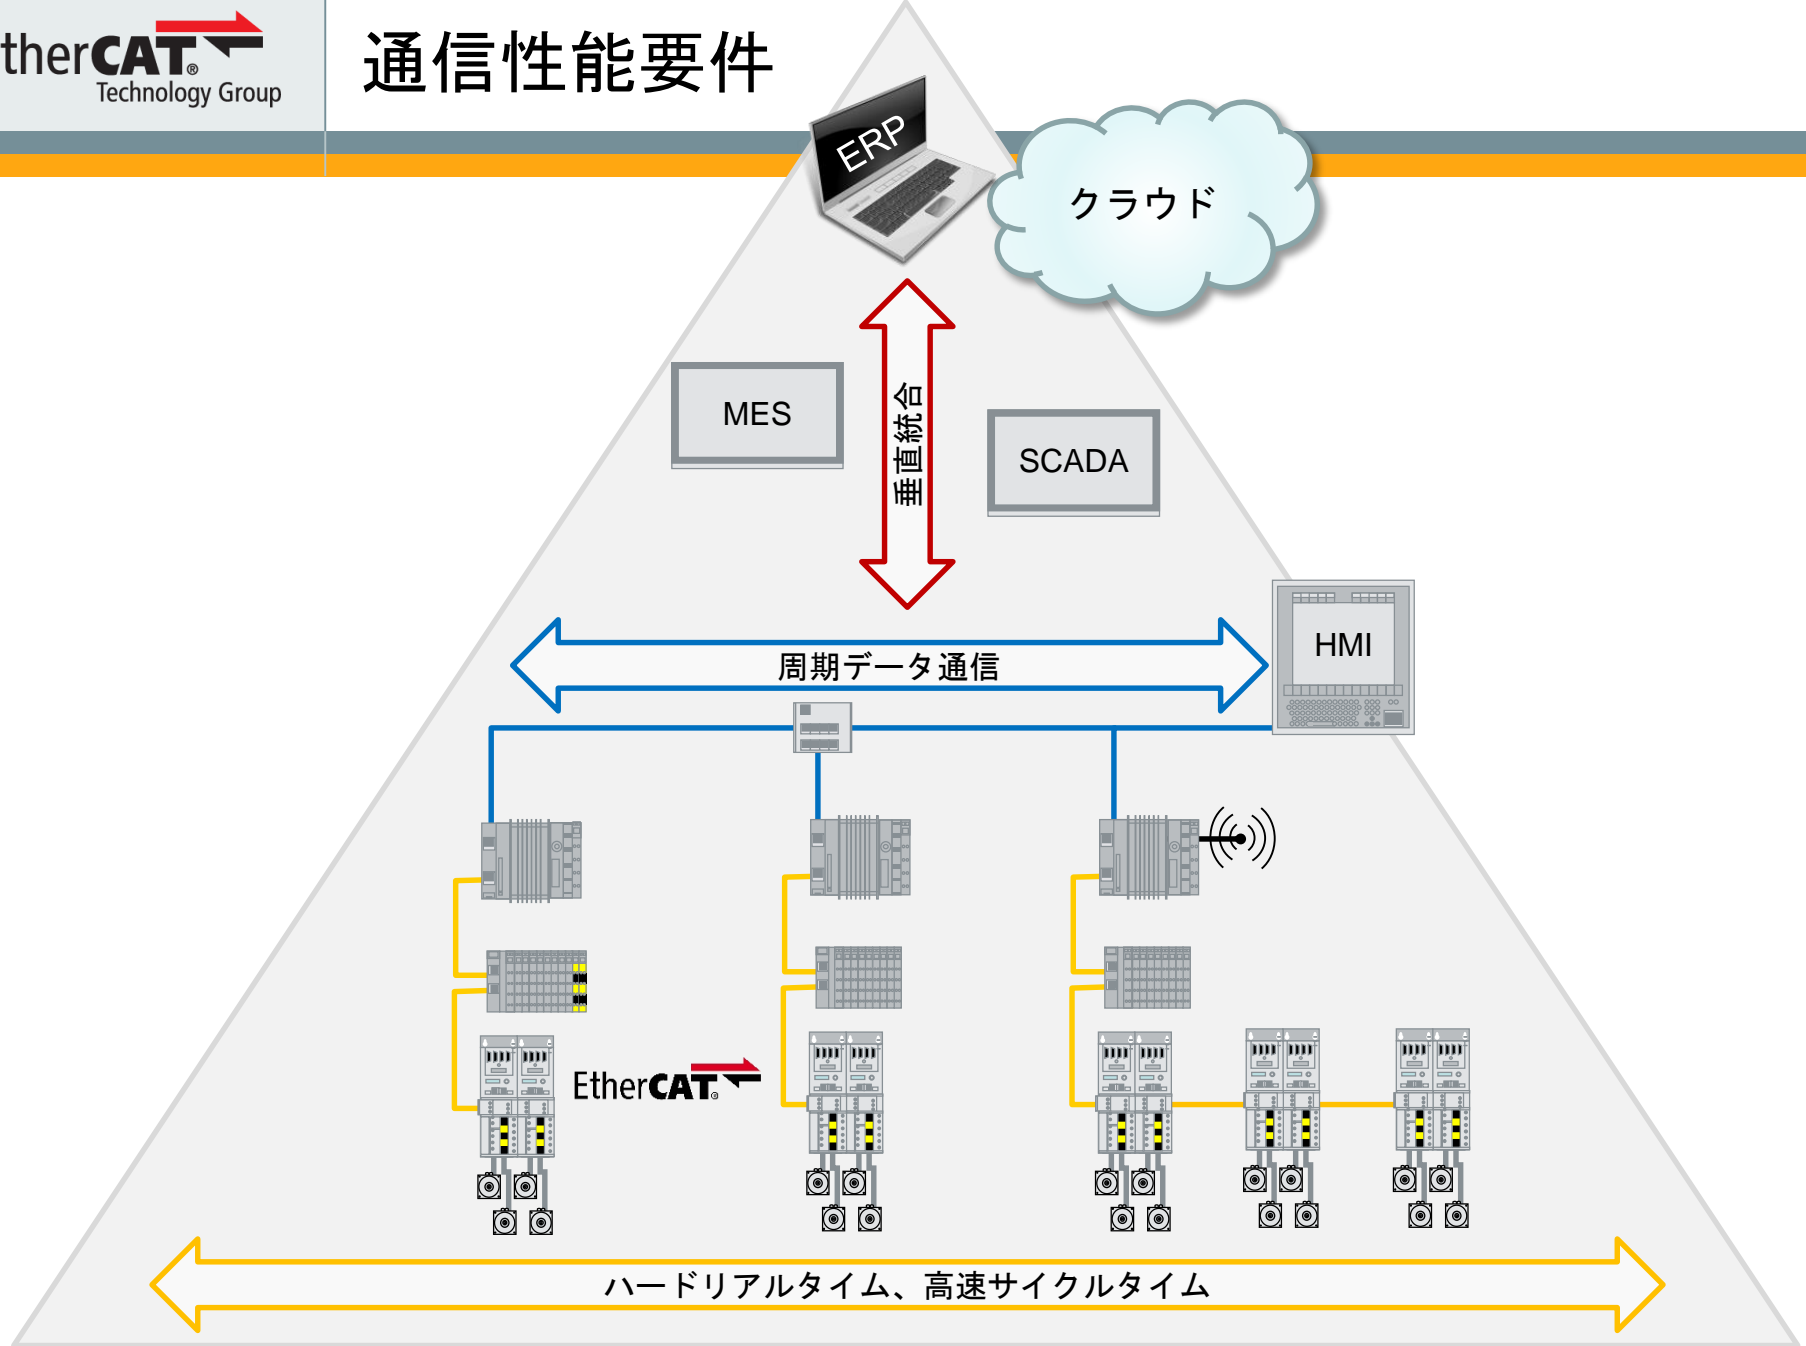 therCAT®
Technology Group
通信性能要件
ERP
クラウド
MES
垂直統合
SCADA
HMI
周期データ通信
EtherCAT®
ハードリアルタイム、高速サイクルタイム